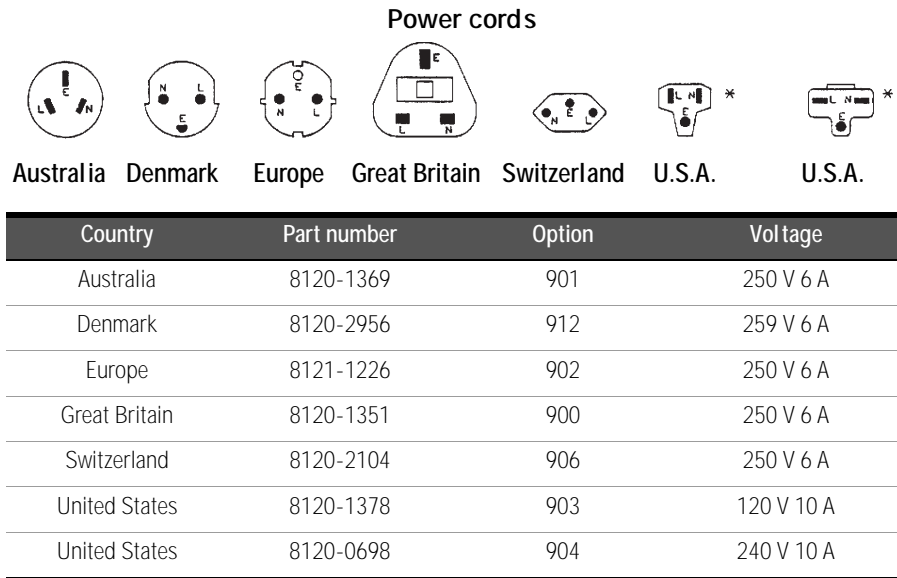 Power cords
E L N
N L E
E N L
E L N
N E L
L N E *
L N E *
Australia Denmark Europe Great Britain Switzerland U.S.A. U.S.A.
Country Part number Option Voltage
Australia 8120-1369 901 250 V 6 A
Denmark 8120-2956 912 259 V 6 A
Europe 8121-1226 902 250 V 6 A
Great Britain 8120-1351 900 250 V 6 A
Switzerland 8120-2104 906 250 V 6 A
United States 8120-1378 903 120 V 10 A
United States 8120-0698 904 240 V 10 A